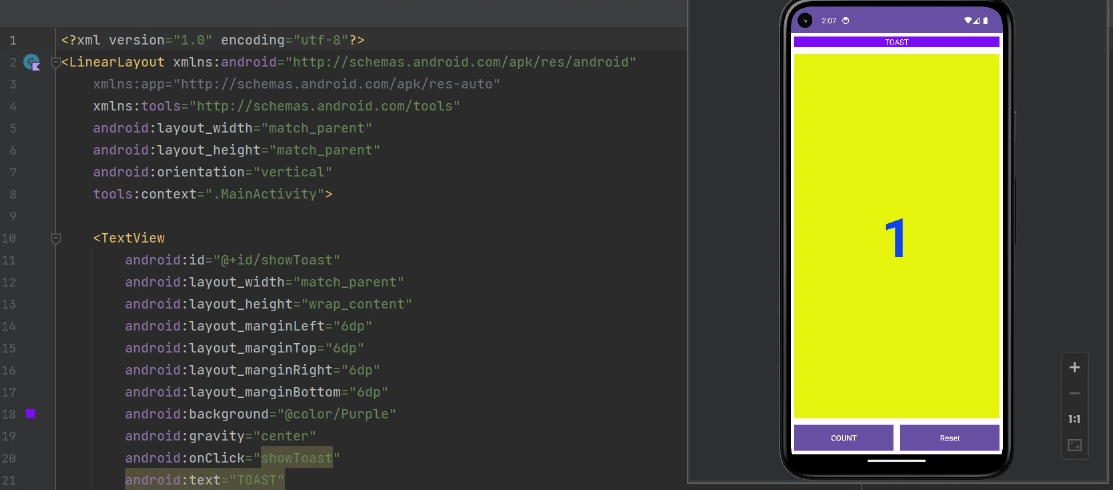 1 <?xml version="1.0" encoding="utf-8"?>
2 <LinearLayout xmlns:android="http://schemas.android.com/apk/res/android"
3 xmlns:app="http://schemas.android.com/apk/res-auto"
4 xmlns:tools="http://schemas.android.com/tools"
5 android:layout_width="match_parent"
6 android:layout_height="match_parent"
7 android:orientation="vertical"
8 tools:context=".MainActivity">
9
10 <TextView
11 android:id="@+id/showToast"
12 android:layout_width="match_parent"
13 android:layout_height="wrap_content"
14 android:layout_marginLeft="6dp"
15 android:layout_marginTop="6dp"
16 android:layout_marginRight="6dp"
17 android:layout_marginBottom="6dp"
18 android:background="@color/Purple"
19 android:gravity="center"
20 android:onClick="showToast"
21 android:text="TOAST"
2:07
TOAST
1
COUNT Reset
1:1